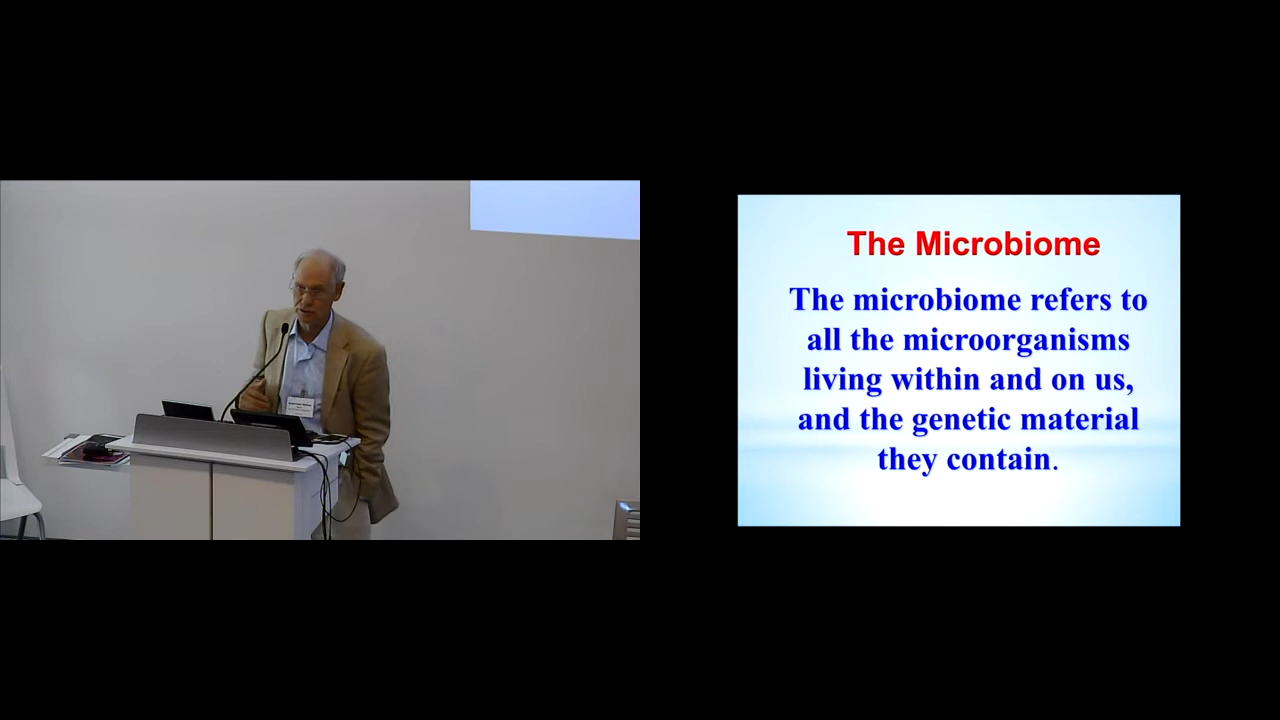 The Microbiome
The microbiome refers to
all the microorganisms
living within and on us,
and the genetic material
they contain.